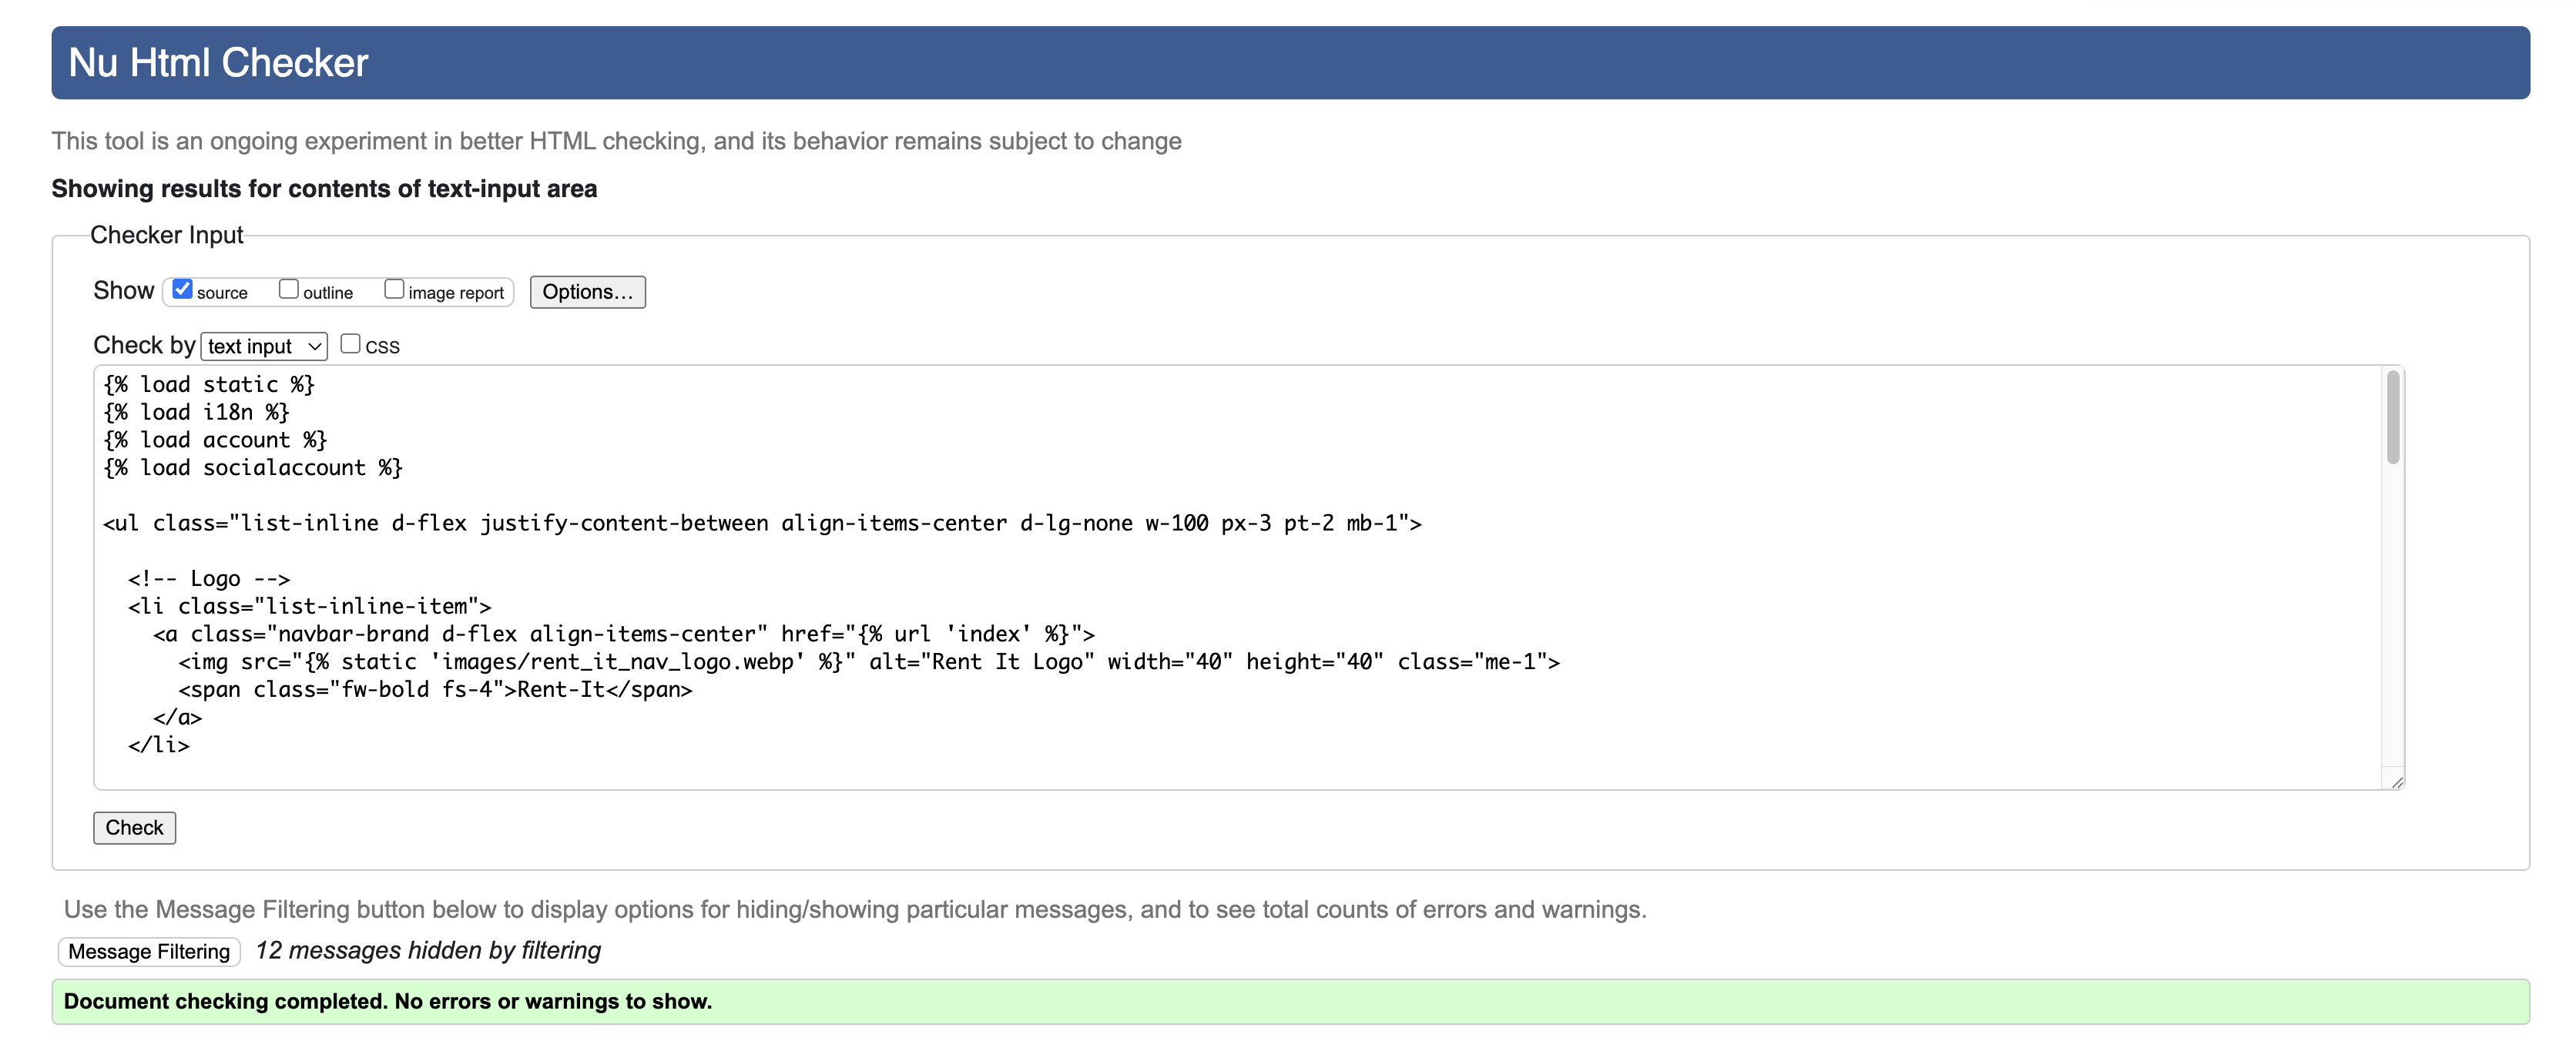 Nu Html Checker
This tool is an ongoing experiment in better HTML checking, and its behavior remains subject to change
Showing results for contents of text-input area
Checker Input
Show source outline image report Options...
Check by text input CSS
{% load static %}
{% load i18n %}
{% load account %}
{% load socialaccount %}
<ul class="list-inline d-flex justify-content-between align-items-center d-lg-none w-100 px-3 pt-2 mb-1">
<!-- Logo -->
<li class="list-inline-item">
<a class="navbar-brand d-flex align-items-center" href="{% url 'index' %}">
<img src="{% static 'images/rent_it_nav_logo.webp' %}" alt="Rent It Logo" width="40" height="40" class="me-1">
<span class="fw-bold fs-4">Rent-It</span>
</a>
</li>
Check
Use the Message Filtering button below to display options for hiding/showing particular messages, and to see total counts of errors and warnings.
Message Filtering 12 messages hidden by filtering
Document checking completed. No errors or warnings to show.